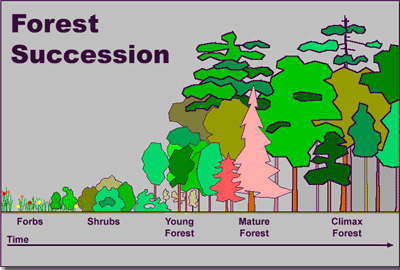 Forest
Succession
Forbs
Shrubs
Young
Forest
Mature
Forest
Climax
Forest
Time